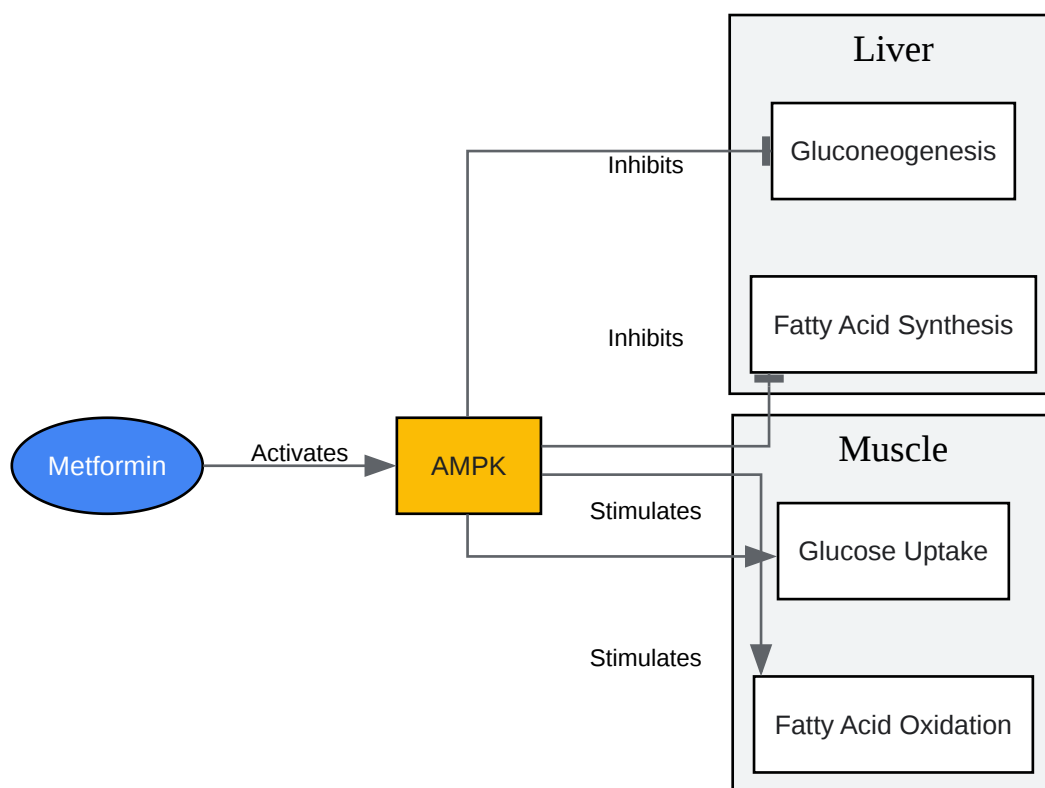 Liver
Gluconeogenesis
Inhibits
Fatty Acid Synthesis
Inhibits
Metformin
Activates
AMPK
Muscle
Stimulates
Glucose Uptake
Stimulates
Fatty Acid Oxidation